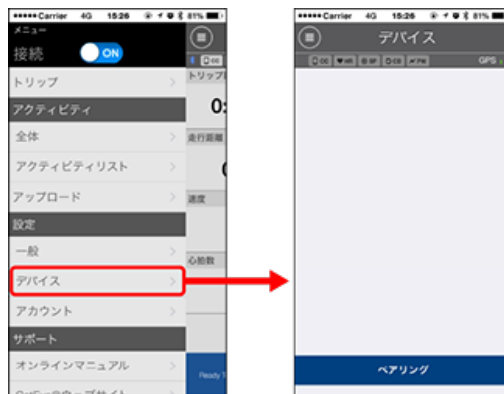 •••••Carrier 4G 15:26 81%
メニュー
接続 ON
トリップ
アクティビティ
全体
アクティビティリスト
アップロード
設定
一般
デバイス
アカウント
サポート
オンラインマニュアル
トリップ
0:
走行距離
速度
心拍数
Ready T
•••••Carrier 4G 15:26 81%
デバイス
GPS
ペアリング